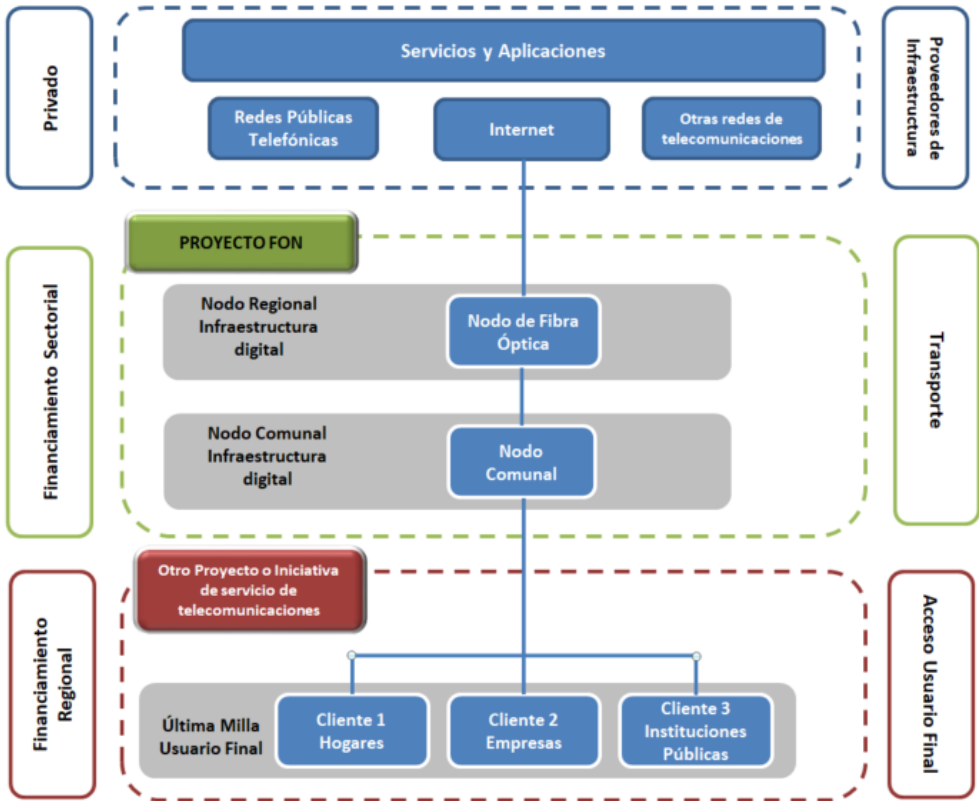 Privado
Servicios y Aplicaciones
Redes Públicas
Telefónicas
Internet
Otras redes de
telecomunicaciones
Proveedores de
Infraestructura
Financiamiento Sectorial
PROYECTO FON
Nodo Regional
Infraestructura
digital
Nodo de Fibra
Óptica
Nodo Comunal
Infraestructura
digital
Nodo
Comunal
Transporte
Financiamiento
Regional
Otro Proyecto o Iniciativa
de servicio de
telecomunicaciones
Última Milla
Usuario Final
Cliente 1
Hogares
Cliente 2
Empresas
Cliente 3
Instituciones
Públicas
Acceso Usuario Final